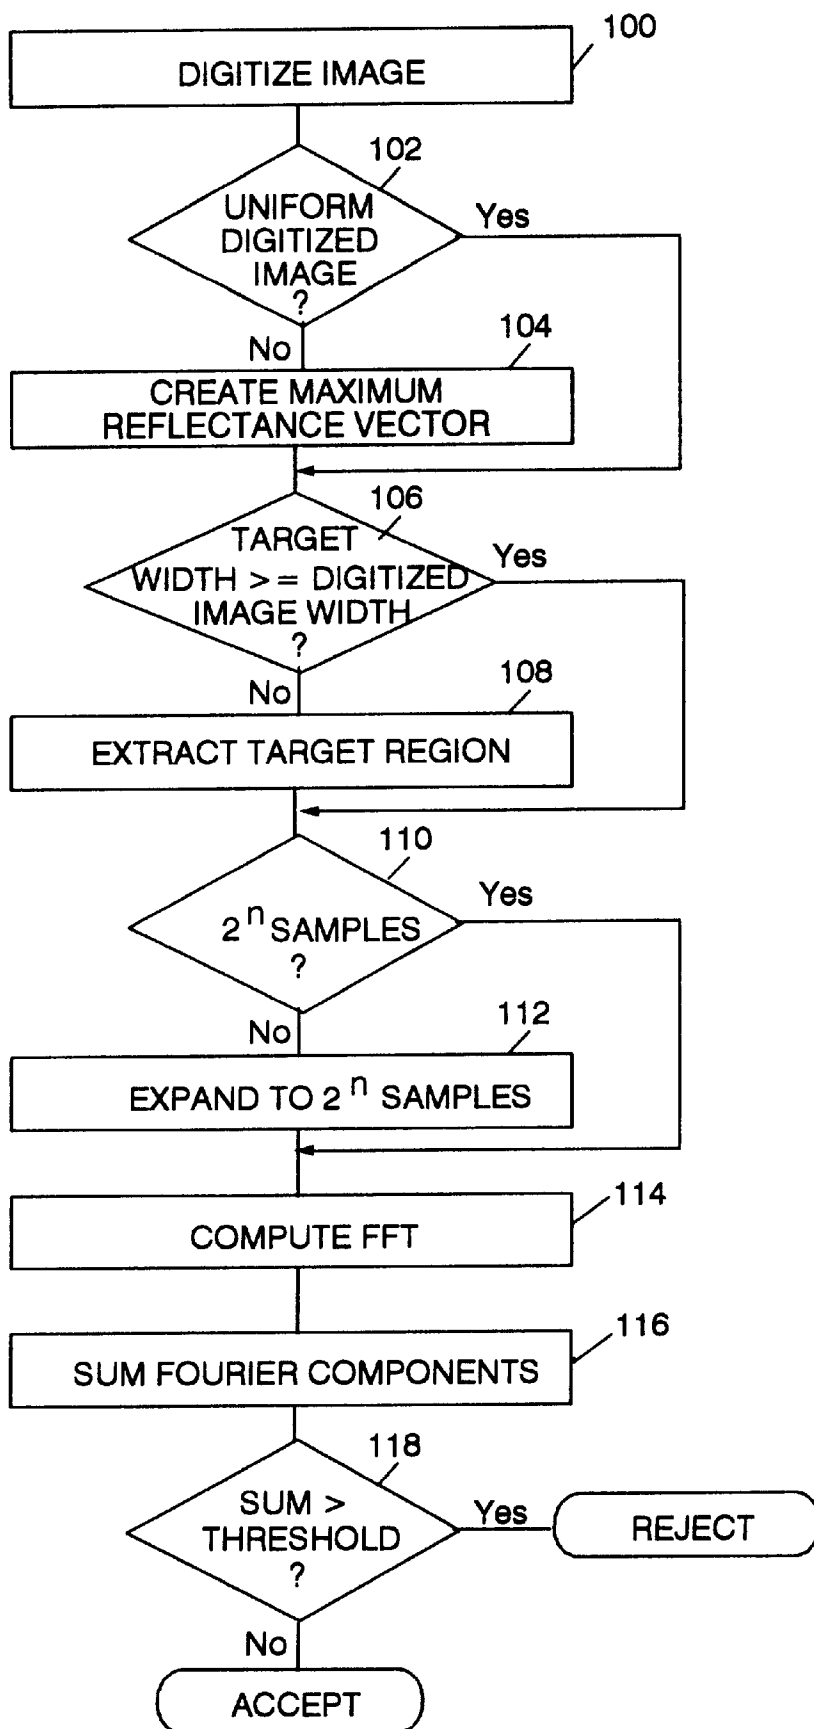 100
DIGITIZE IMAGE
102
UNIFORM
DIGITIZED
IMAGE
?
Yes
No
104
CREATE MAXIMUM
REFLECTANCE VECTOR
106
TARGET
WIDTH >= DIGITIZED
IMAGE WIDTH
?
Yes
No
108
EXTRACT TARGET REGION
110
2^n SAMPLES
?
Yes
No
112
EXPAND TO 2^n SAMPLES
114
COMPUTE FFT
116
SUM FOURIER COMPONENTS
118
SUM >
THRESHOLD
?
Yes
REJECT
No
ACCEPT